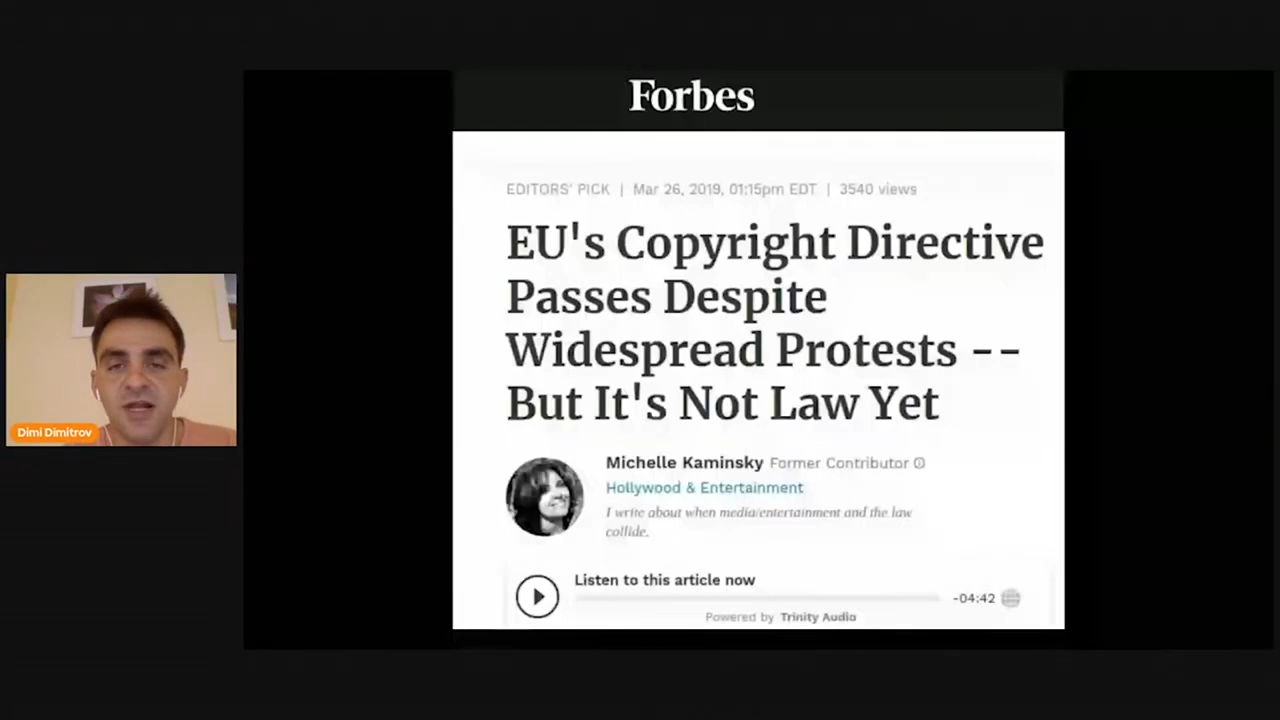 Forbes
EDITORS' PICK | Mar 26, 2019, 01:15pm EDT | 3540 views
EU's Copyright Directive
Passes Despite
Widespread Protests --
But It's Not Law Yet
Michelle Kaminsky Former Contributor
Hollywood & Entertainment
I write about when media/entertainment and the law
collide.
Listen to this article now
-04:42
Powered by Trinity Audio
Dimi Dimitrov